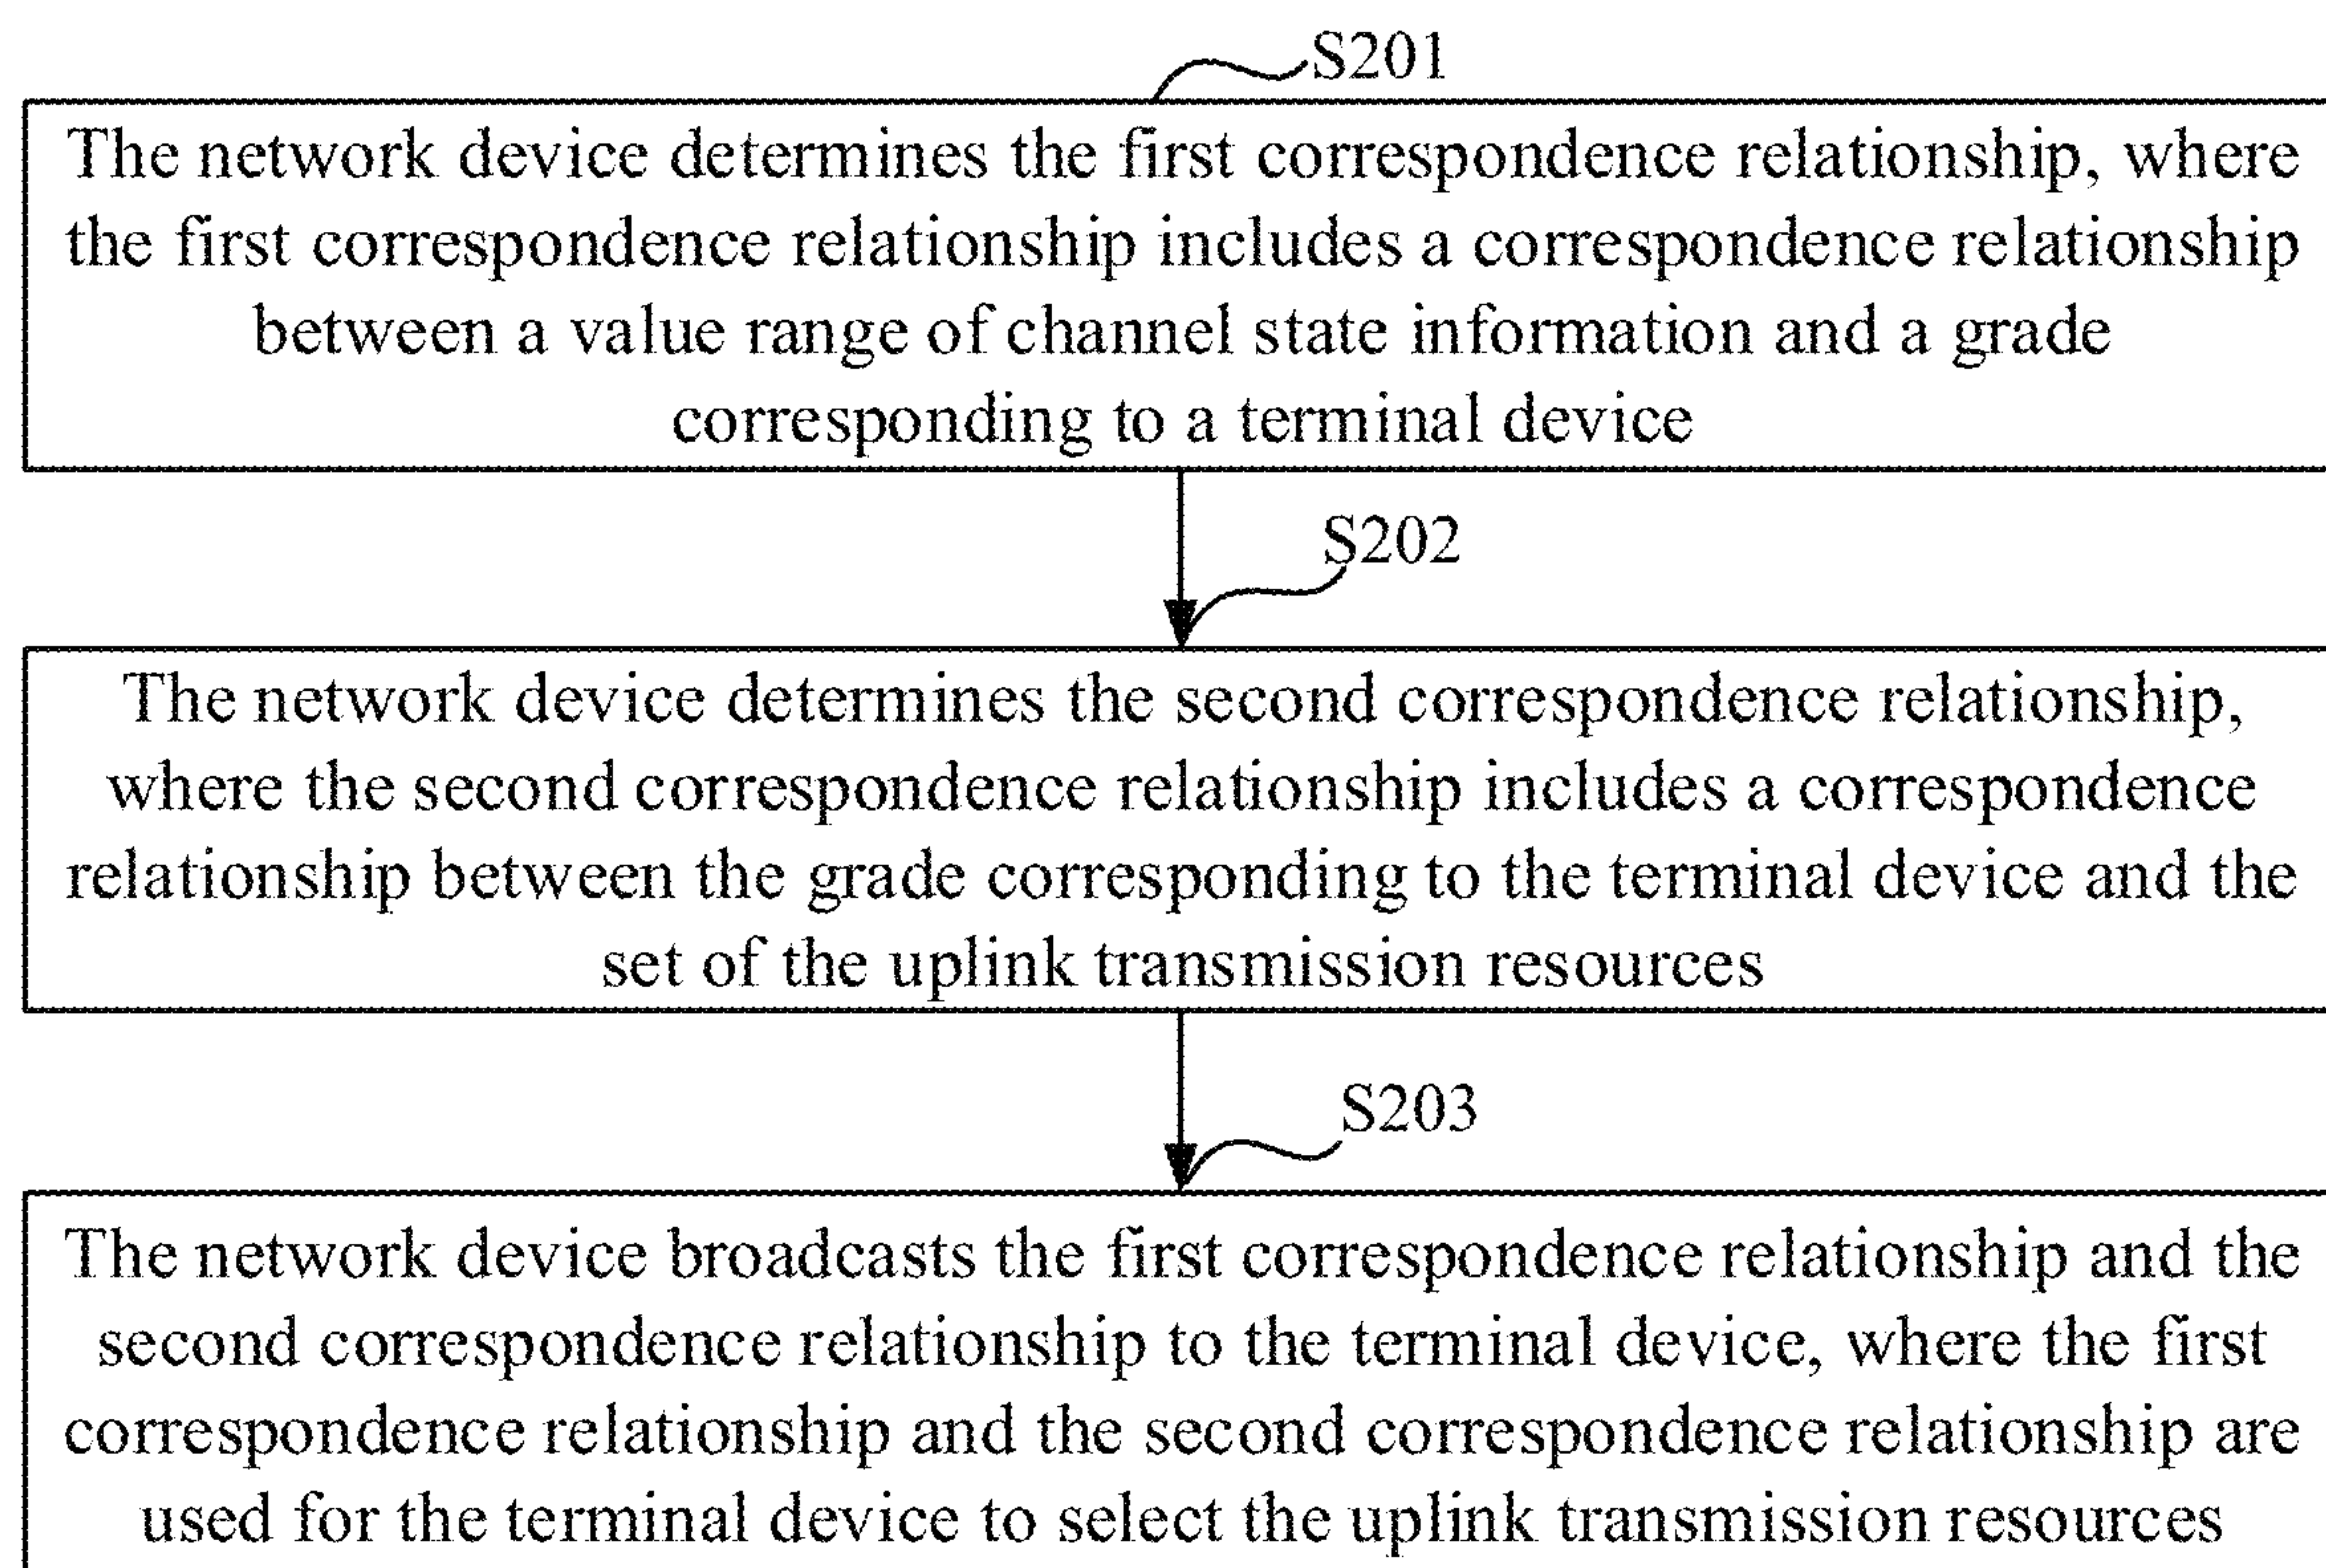 S201
The network device determines the first correspondence relationship, where
the first correspondence relationship includes a correspondence relationship
between a value range of channel state information and a grade
corresponding to a terminal device
S202
The network device determines the second correspondence relationship,
where the second correspondence relationship includes a correspondence
relationship between the grade corresponding to the terminal device and the
set of the uplink transmission resources
S203
The network device broadcasts the first correspondence relationship and the
second correspondence relationship to the terminal device, where the first
correspondence relationship and the second correspondence relationship are
used for the terminal device to select the uplink transmission resources